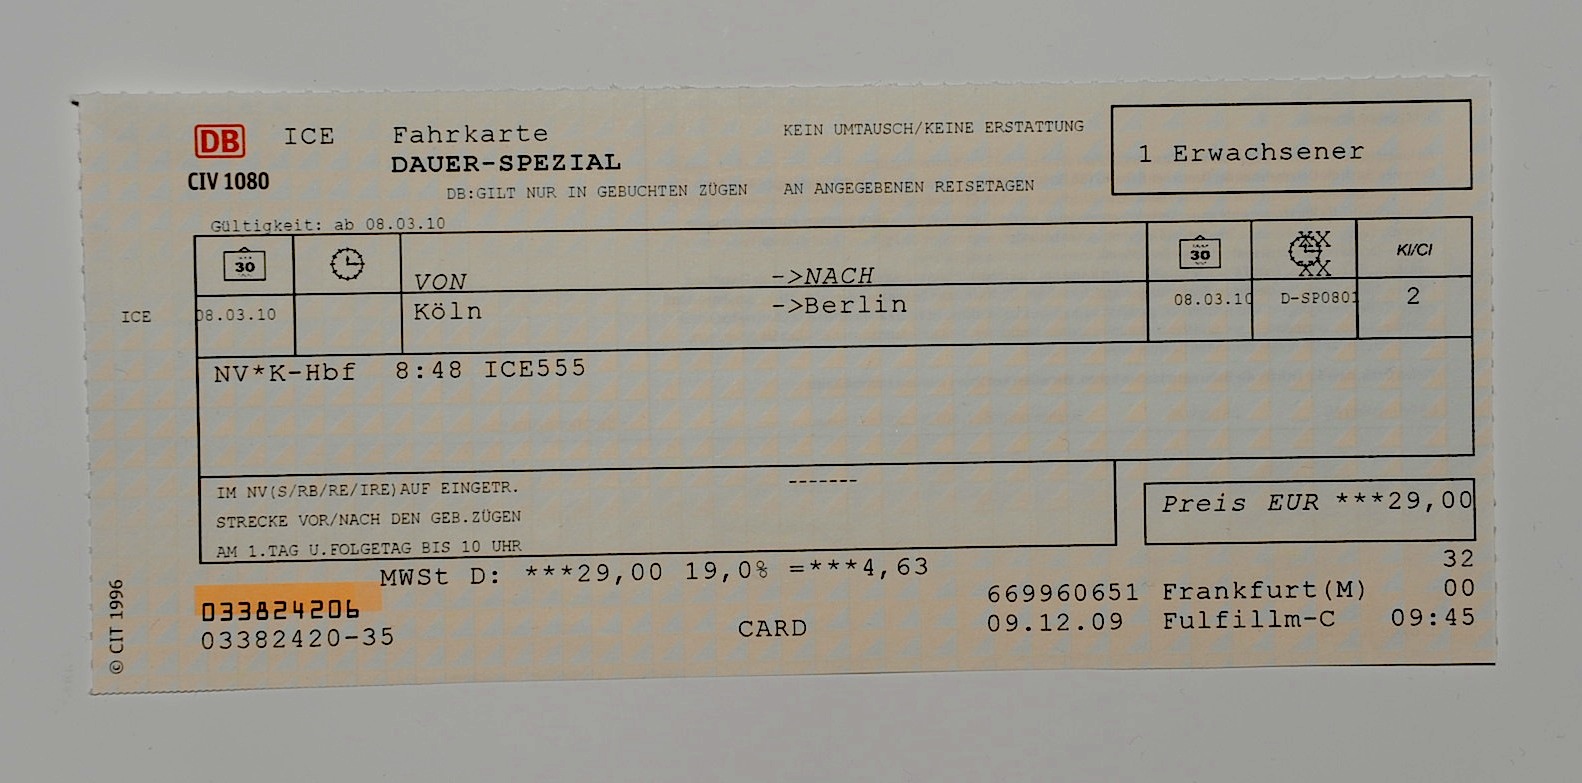 DB ICE Fahrkarte KEIN UMTAUSCH/KEINE ERSTATTUNG
DAUER-SPEZIAL
1 Erwachsener
CIV 1080
DB:GILT NUR IN GEBUCHTEN ZÜGEN AN ANGEGEBENEN REISETAGEN
Gültigkeit: ab 08.03.10
30 VON ->NACH 30 XX XX Kl/Cl
ICE 08.03.10 Köln ->Berlin 08.03.10 D-SP0801 2
NV*K-Hbf 8:48 ICE555
IM NV(S/RB/RE/IRE)AUF EINGETR. -------
STRECKE VOR/NACH DEN GEB.ZÜGEN
AM 1.TAG U.FOLGETAG BIS 10 UHR
Preis EUR ***29,00
MWSt D: ***29,00 19,0% =***4,63
32
033824206
669960651 Frankfurt(M) 00
03382420-35 CARD 09.12.09 Fulfillm-C 09:45
© CIT 1996